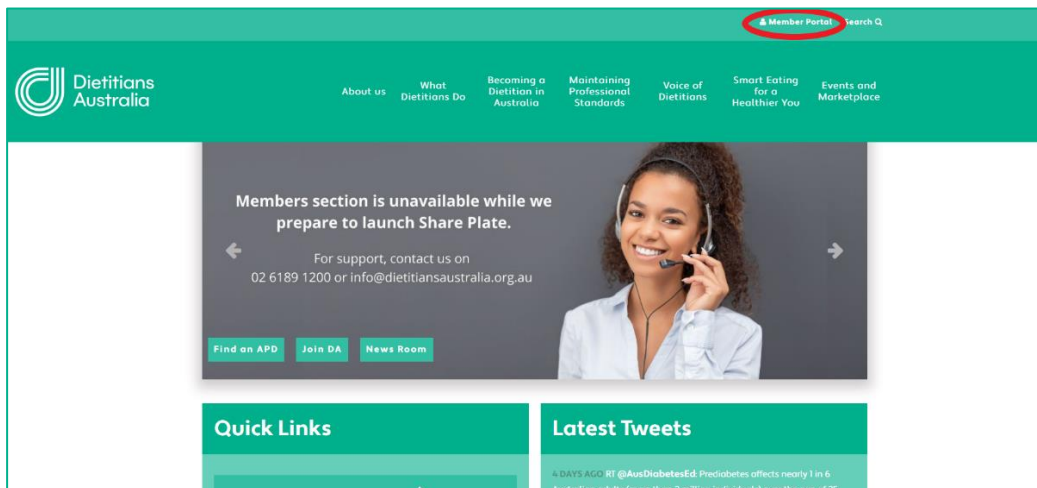 Member Portal Search
Dietitians
Australia
About us
What
Dietitians Do
Becoming a
Dietitian in
Australia
Maintaining
Professional
Standards
Voice of
Dietitians
Smart Eating
for a
Healthier You
Events and
Marketplace
Members section is unavailable while we
prepare to launch Share Plate.
For support, contact us on
02 6189 1200 or info@dietitiansaustralia.org.au
Find an APD Join DA News Room
Quick Links
Latest Tweets
4 DAYS AGO RT @AusDiabetesEd: Prediabetes affects nearly 1 in 6